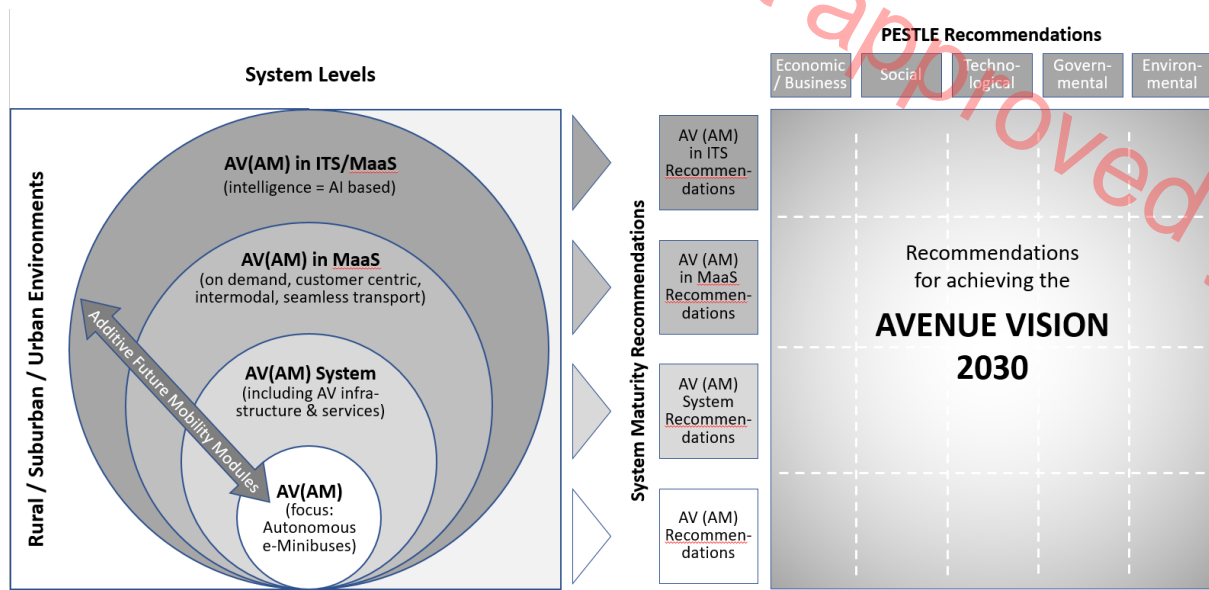 System Levels
Rural / Suburban / Urban Environments
AV(AM) in ITS/MaaS
(intelligence = AI based)
AV(AM) in MaaS
(on demand, customer centric,
intermodal, seamless transport)
AV(AM) System
(including AV infra-
structure & services)
AV(AM)
(focus:
Autonomous
e-Minibuses)
Additive Future Mobility Modules
System Maturity Recommendations
AV (AM)
in ITS
Recommen-
dations
AV (AM)
in MaaS
Recommen-
dations
AV (AM)
System
Recommen-
dations
AV (AM)
Recommen-
dations
PESTLE Recommendations
Economic
/ Business
Social
Techno-
logical
Govern-
mental
Environ-
mental
Recommendations
for achieving the
AVENUE VISION
2030
approved